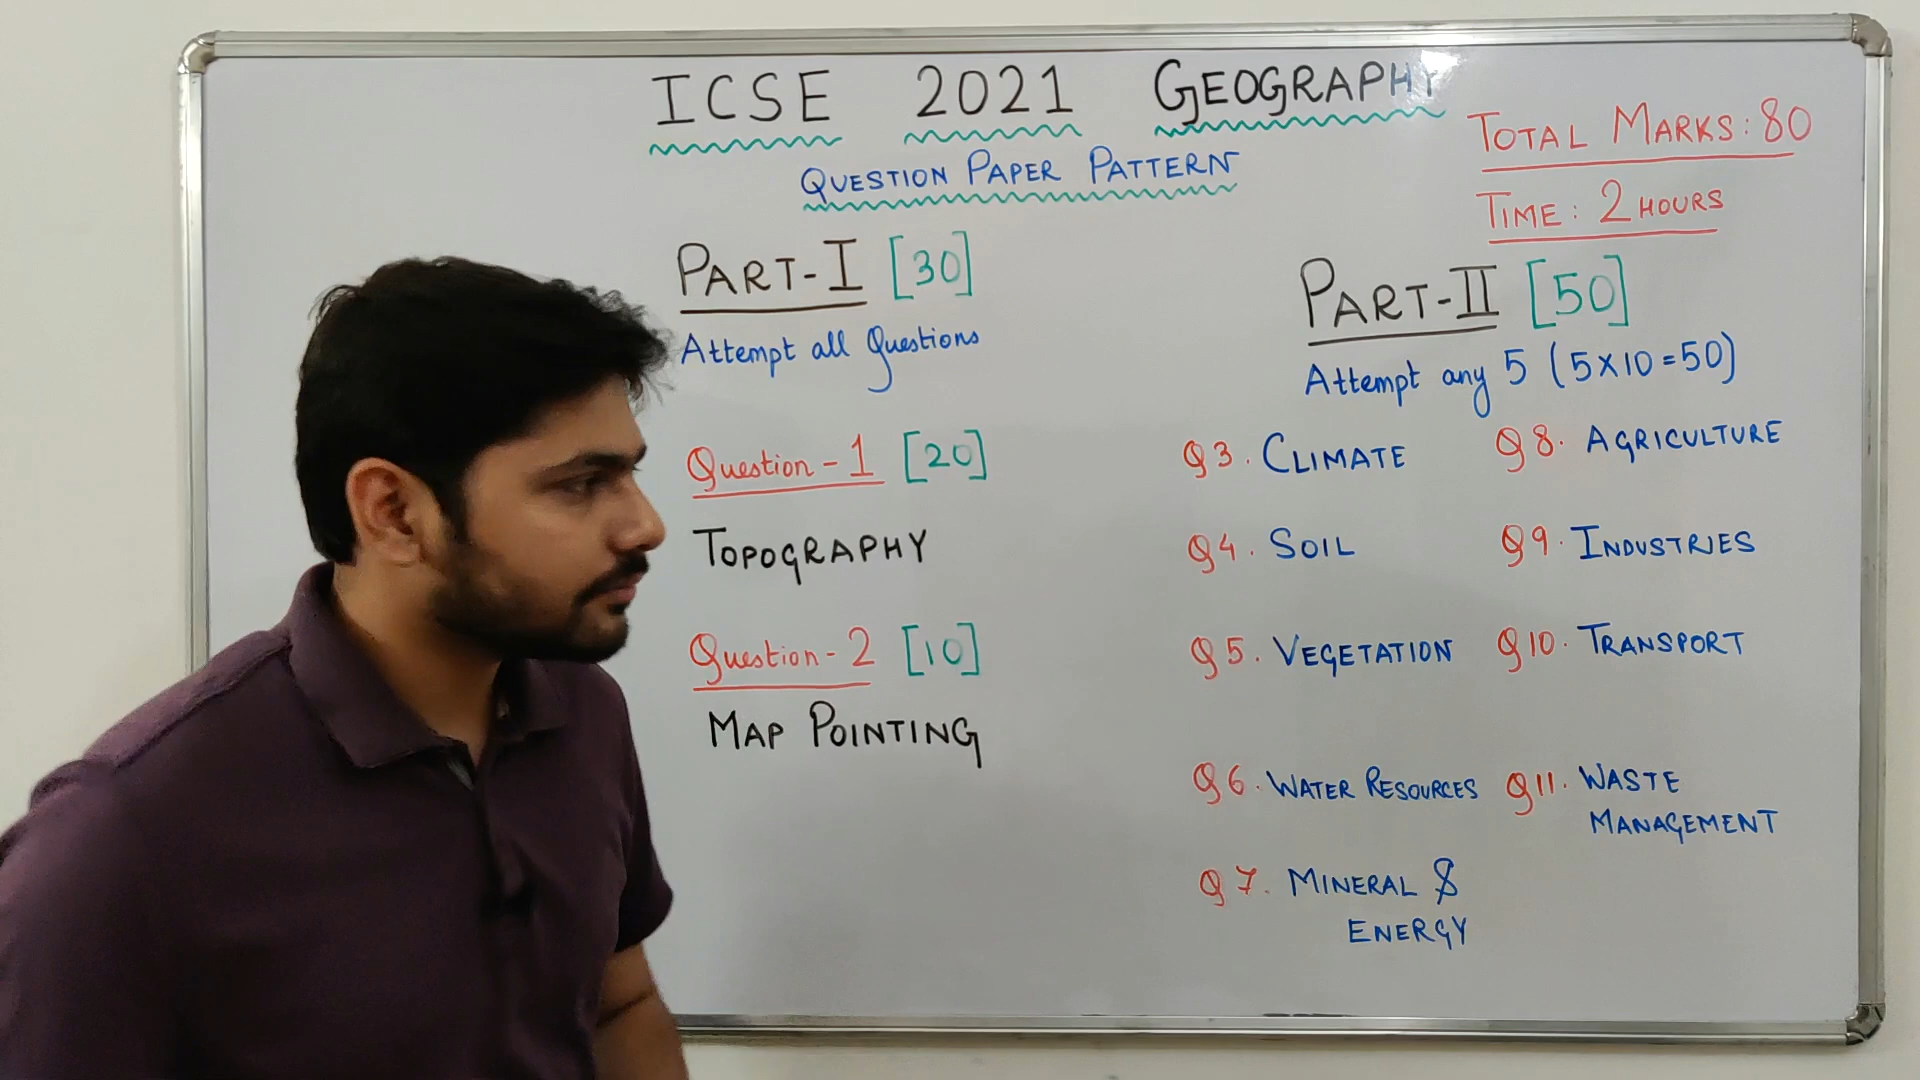 ICSE 2021 GEOGRAPHY
QUESTION PAPER PATTERN
TOTAL MARKS: 80
TIME: 2 HOURS
PART-I [30]
Attempt all Questions
Question-1 [20]
TOPOGRAPHY
Question-2 [10]
MAP POINTING
PART-II [50]
Attempt any 5 (5×10=50)
Q3. CLIMATE
Q4. SOIL
Q5. VEGETATION
Q6. WATER RESOURCES
Q7. MINERAL &
ENERGY
Q8. AGRICULTURE
Q9. INDUSTRIES
Q10. TRANSPORT
Q11. WASTE
MANAGEMENT